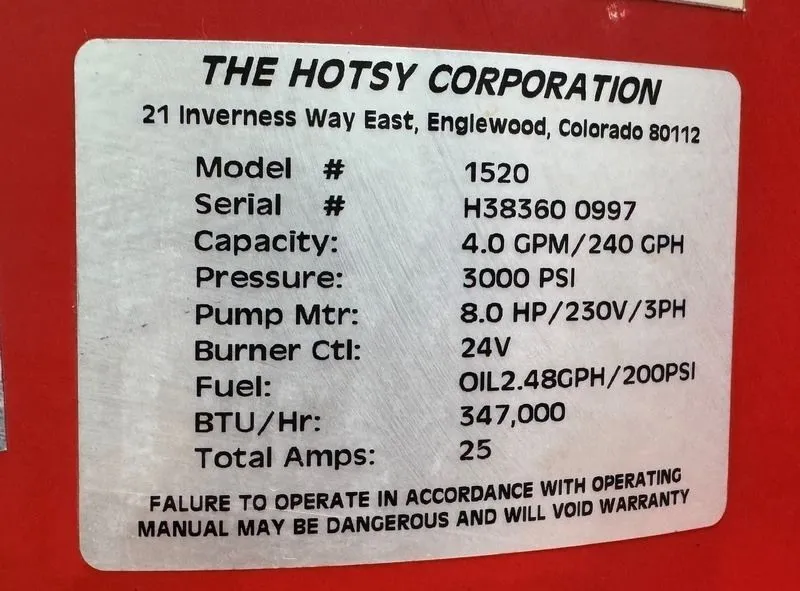 THE HOTSY CORPORATION
21 Inverness Way East, Englewood, Colorado 80112
Model # 1520
Serial # H38360 0997
Capacity: 4.0 GPM/240 GPH
Pressure: 3000 PSI
Pump Mtr: 8.0 HP/230V/3PH
Burner Ctl: 24V
Fuel: OIL2.48GPH/200PSI
BTU/Hr: 347,000
Total Amps: 25
FALURE TO OPERATE IN ACCORDANCE WITH OPERATING
MANUAL MAY BE DANGEROUS AND WILL VOID WARRANTY